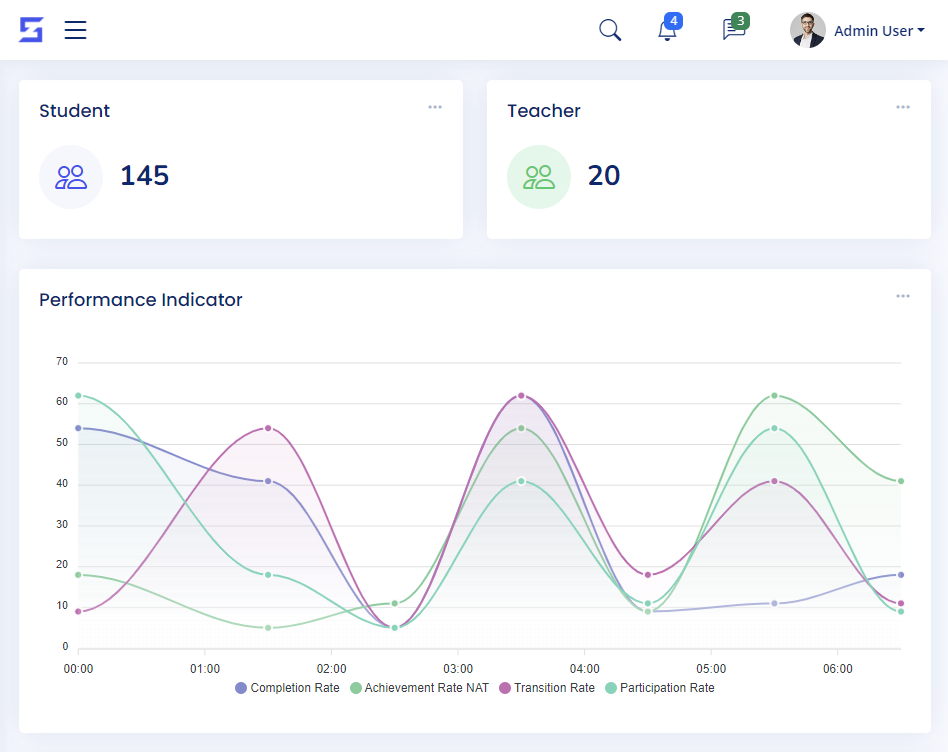 4
3
Admin User
Student
Teacher
145
20
Performance Indicator
70
60
50
40
30
20
10
0
00:00 01:00 02:00 03:00 04:00 05:00 06:00
Completion Rate Achievement Rate NAT Transition Rate Participation Rate